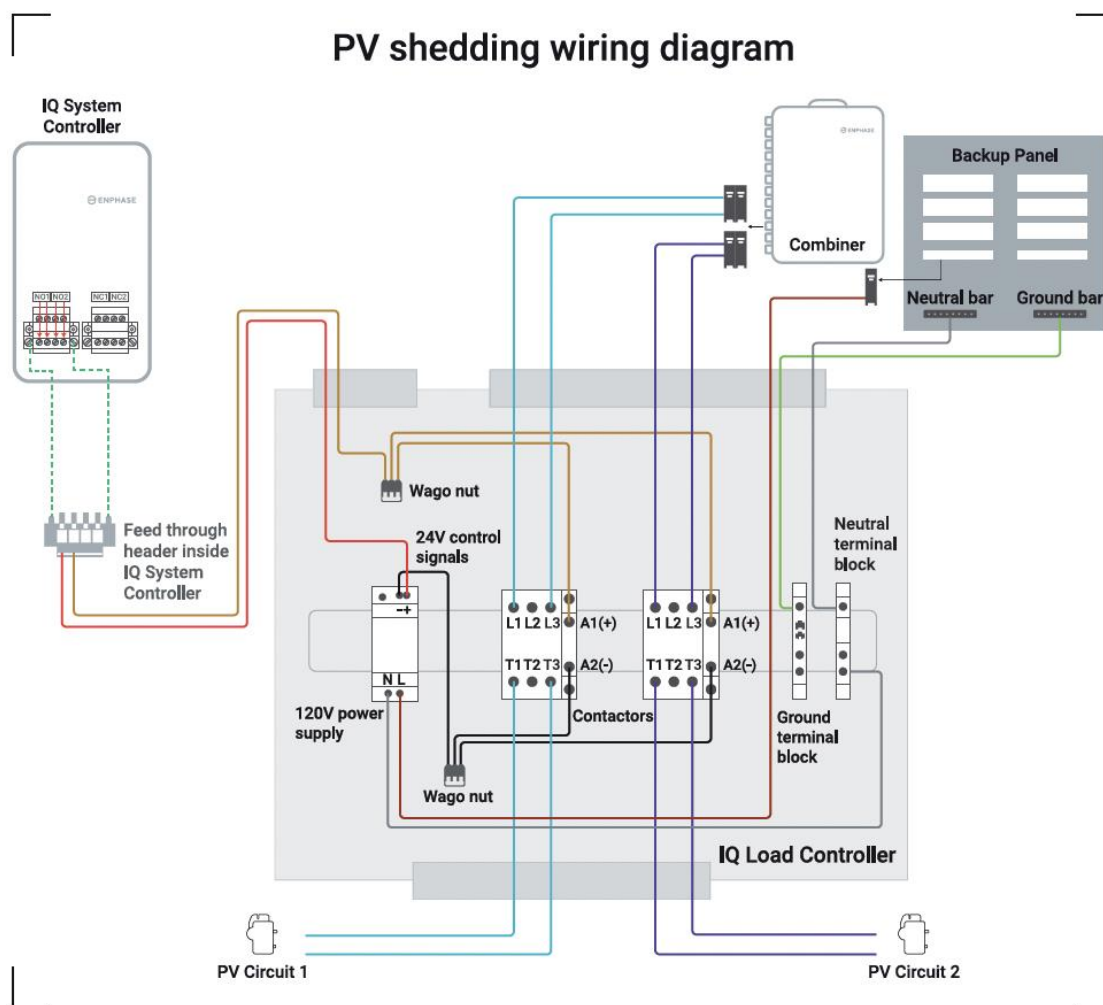 PV shedding wiring diagram
IQ System
Controller
ENPHASE
NO1 NO2 NC1 NC2
ENPHASE
Combiner
Backup Panel
Neutral bar Ground bar
Feed through
header inside
IQ System
Controller
Wago nut
24V control
signals
Neutral
terminal
block
-+
L1 L2 L3 A1(+)
L1 L2 L3 A1(+)
T1 T2 T3 A2(-)
T1 T2 T3 A2(-)
N L
120V power
supply
Contactors
Ground
terminal
block
Wago nut
IQ Load Controller
PV Circuit 1
PV Circuit 2